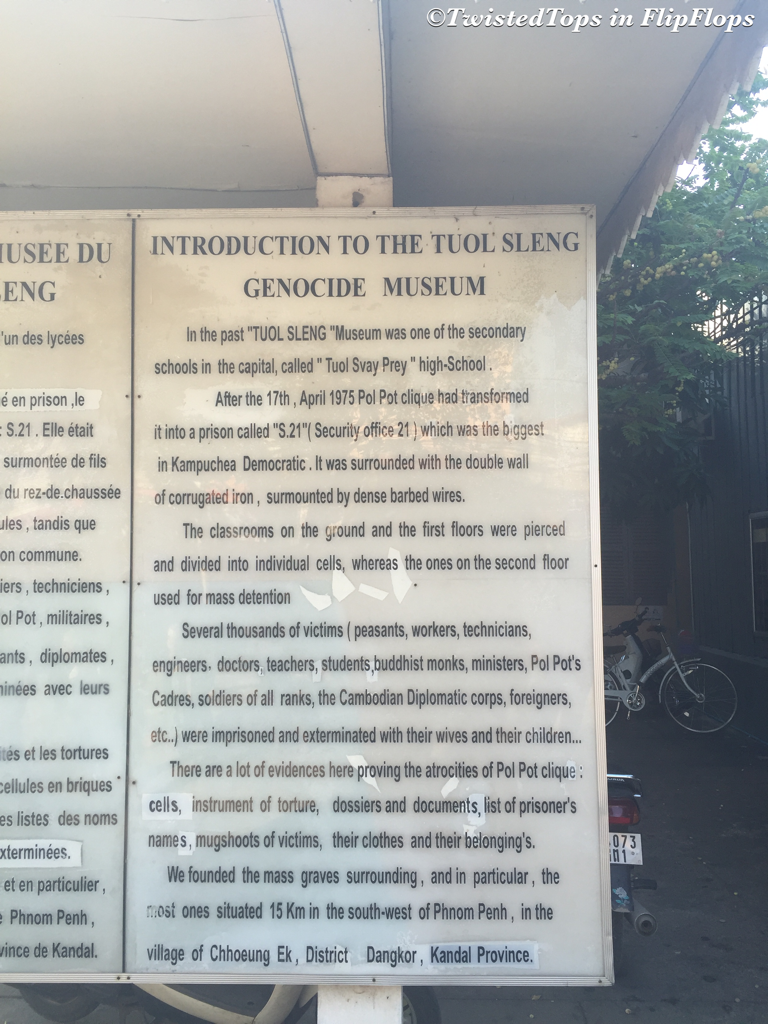 ©TwistedTops in FlipFlops
MUSEE DU
LENG
'un des lycées
é en prison ,le
S.21 . Elle était
surmontée de fils
du rez-de.chaussée
ules , tandis que
on commune.
iers , techniciens ,
ol Pot , militaires ,
ants , diplomates ,
minées avec leurs
ités et les tortures
cellules en briques
es listes des noms
xterminées.
et en particulier ,
e Phnom Penh ,
vince de Kandal.
INTRODUCTION TO THE TUOL SLENG
GENOCIDE MUSEUM
In the past "TUOL SLENG "Museum was one of the secondary
schools in the capital, called " Tuol Svay Prey " high-School .
After the 17th , April 1975 Pol Pot clique had transformed
it into a prison called "S.21"( Security office 21 ) which was the biggest
in Kampuchea Democratic . It was surrounded with the double wall
of corrugated iron , surmounted by dense barbed wires.
The classrooms on the ground and the first floors were pierced
and divided into individual cells, whereas the ones on the second floor
used for mass detention
Several thousands of victims ( peasants, workers, technicians,
engineers. doctors, teachers, students,buddhist monks, ministers, Pol Pot's
Cadres, soldiers of all ranks, the Cambodian Diplomatic corps, foreigners,
etc..) were imprisoned and exterminated with their wives and their children...
There are a lot of evidences here proving the atrocities of Pol Pot clique :
cells, instrument of torture, dossiers and documents, list of prisoner's
names, mugshoots of victims, their clothes and their belonging's.
We founded the mass graves surrounding , and in particular , the
most ones situated 15 Km in the south-west of Phnom Penh , in the
village of Chhoeung Ek , District Dangkor , Kandal Province.
073